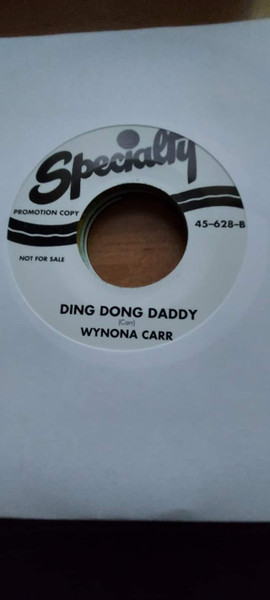 Specialty
PROMOTION COPY
45-628-B
NOT FOR SALE
DING DONG DADDY
(Carr)
WYNONA CARR